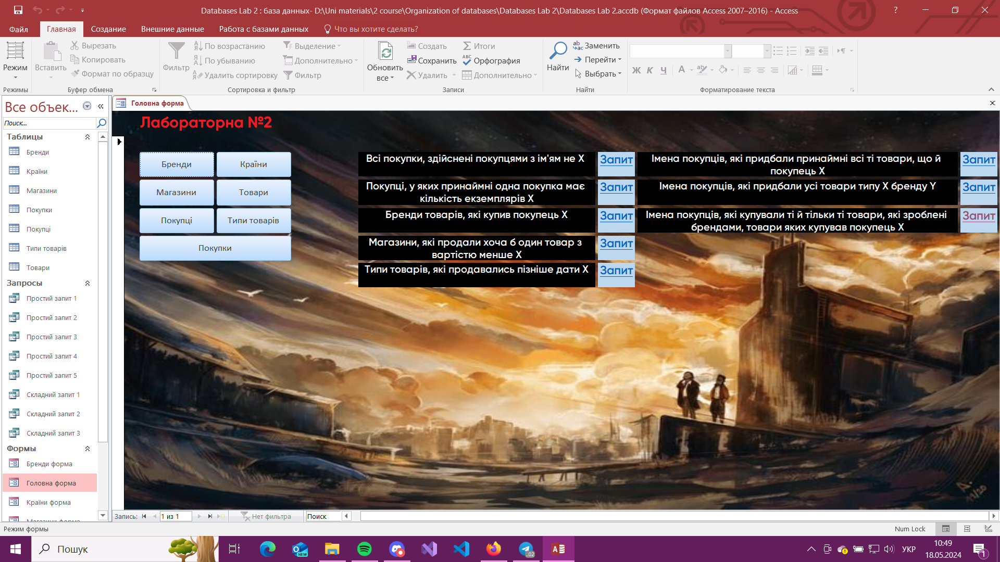 Databases Lab 2 : база данных- D:\Uni materials\2 course\Organization of databases\Databases Lab 2\Databases Lab 2.accdb (Формат файлов Access 2007–2016) - Access
?
Файл Главная Создание Внешние данные Работа с базами данных Что вы хотите сделать?
Режим
Режимы
Вставить
Вырезать
Копировать
Формат по образцу
Буфер обмена
Фильтр
По возрастанию
По убыванию
Удалить сортировку
Выделение
Дополнительно
Фильтр
Сортировка и фильтр
Обновить
все
Создать
Сохранить
Удалить
Итоги
Орфография
Дополнительно
Записи
Найти
Заменить
Перейти
Выбрать
Найти
Ж К Ч А
Форматирование текста
Все объек...
Поиск...
Таблицы
Бренди
Країни
Магазини
Покупки
Покупці
Типи товарів
Товари
Запросы
Простий запит 1
Простий запит 2
Простий запит 3
Простий запит 4
Простий запит 5
Складний запит 1
Складний запит 2
Складний запит 3
Формы
Бренди форма
Головна форма
Країни форма
Магазини форма
Головна форма
Лабораторна №2
Бренди Країни
Магазини Товари
Покупці Типи товарів
Покупки
Всі покупки, здійснені покупцями з ім'ям не X
Запит
Покупці, у яких принаймні одна покупка має
кількість екземплярів X
Запит
Бренди товарів, які купив покупець X
Запит
Магазини, які продали хоча б один товар з
вартістю менше X
Запит
Типи товарів, які продавались пізніше дати X
Запит
Імена покупців, які придбали принаймні всі ті товари, що й
покупець X
Запит
Імена покупців, які придбали усі товари типу X бренду Y
Запит
Імена покупців, які купували ті й тільки ті товари, які зроблені
брендами, товари яких купував покупець X
Запит
Запись: 1 из 1 Нет фильтра Поиск
Режим формы
Num Lock
Пошук
NEW
..02
УКР
10:49
18.05.2024
1